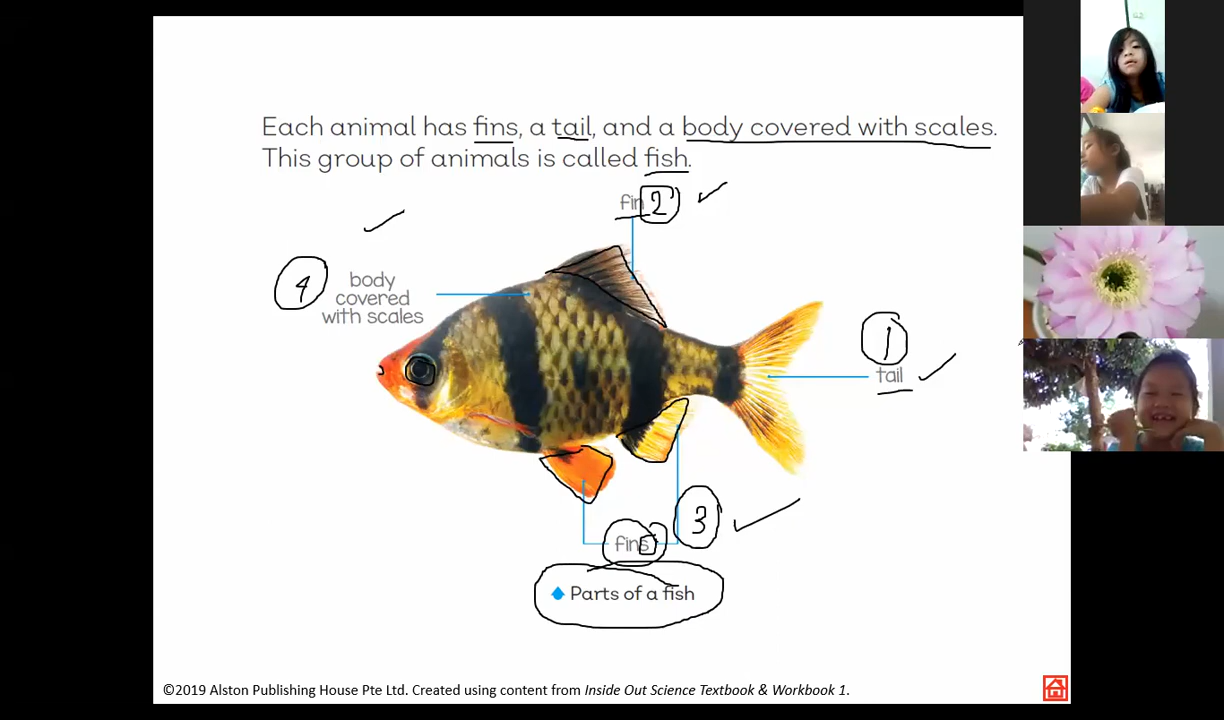 Each animal has fins, a tail, and a body covered with scales.
This group of animals is called fish.
fin 2
4
body
covered
with scales
1
tail
3
fins
Parts of a fish
©2019 Alston Publishing House Pte Ltd. Created using content from Inside Out Science Textbook & Workbook 1.